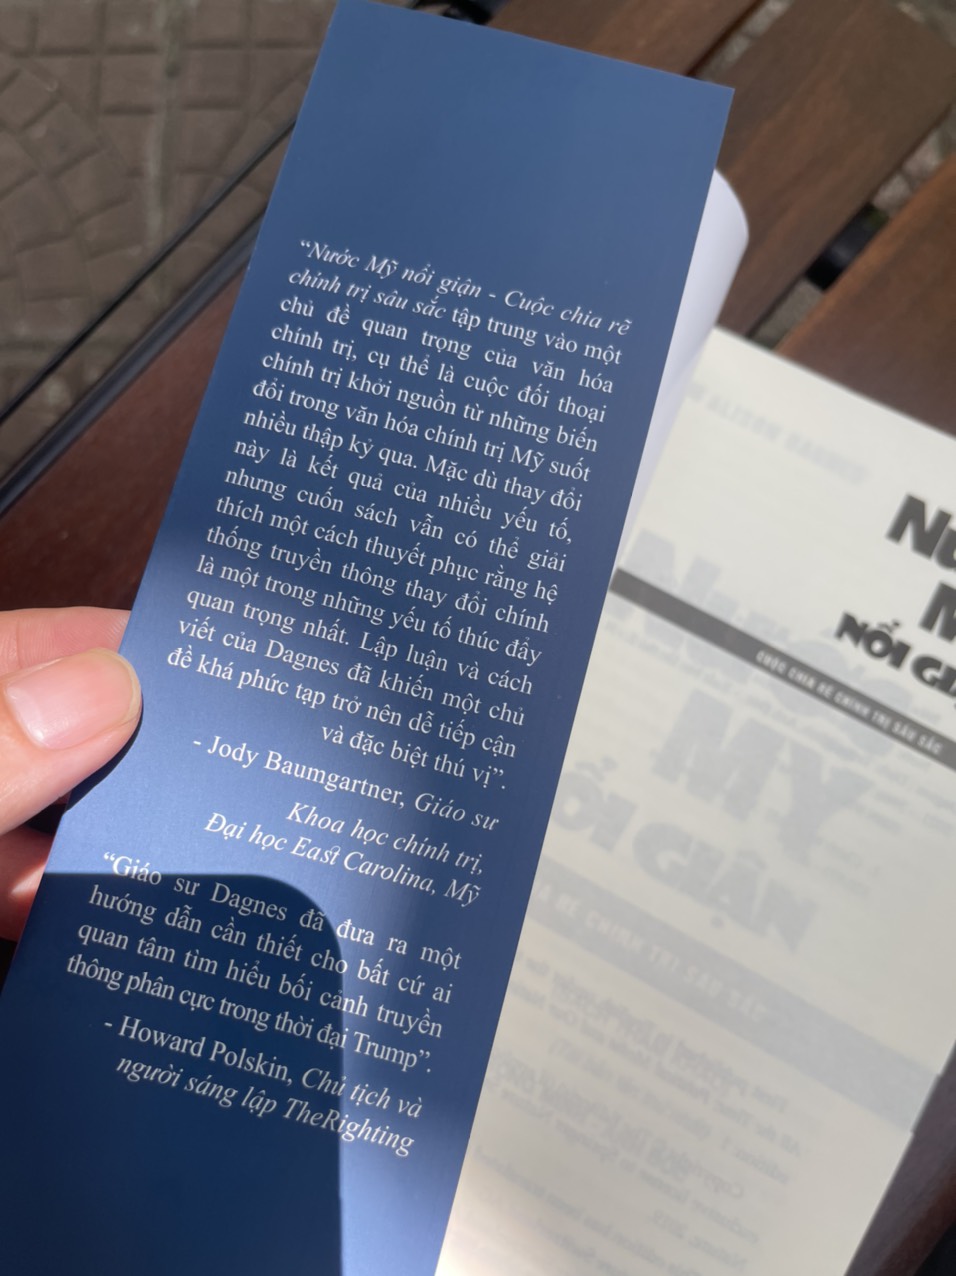 “Nước Mỹ nổi giận - Cuộc chia rẽ
chính trị sâu sắc tập trung vào một
chủ đề quan trọng của văn hóa
chính trị, cụ thể là cuộc đối thoại
chính trị khởi nguồn từ những biến
đổi trong văn hóa chính trị Mỹ suốt
nhiều thập kỷ qua. Mặc dù thay đổi
này là kết quả của nhiều yếu tố,
nhưng cuốn sách vẫn có thể giải
thích một cách thuyết phục rằng hệ
thống truyền thông thay đổi chính
là một trong những yếu tố thúc đẩy
quan trọng nhất. Lập luận và cách
viết của Dagnes đã khiến một chủ
đề khá phức tạp trở nên dễ tiếp cận
và đặc biệt thú vị”.
- Jody Baumgartner, Giáo sư
Khoa học chính trị,
Đại học East Carolina, Mỹ
“Giáo sư Dagnes đã đưa ra một
hướng dẫn cần thiết cho bất cứ ai
quan tâm tìm hiểu bối cảnh truyền
thông phân cực trong thời đại Trump”.
- Howard Polskin, Chủ tịch và
người sáng lập TheRighting
NỔI
CUỘC CHIA RẼ CHÍNH TRỊ SÂU SẮC